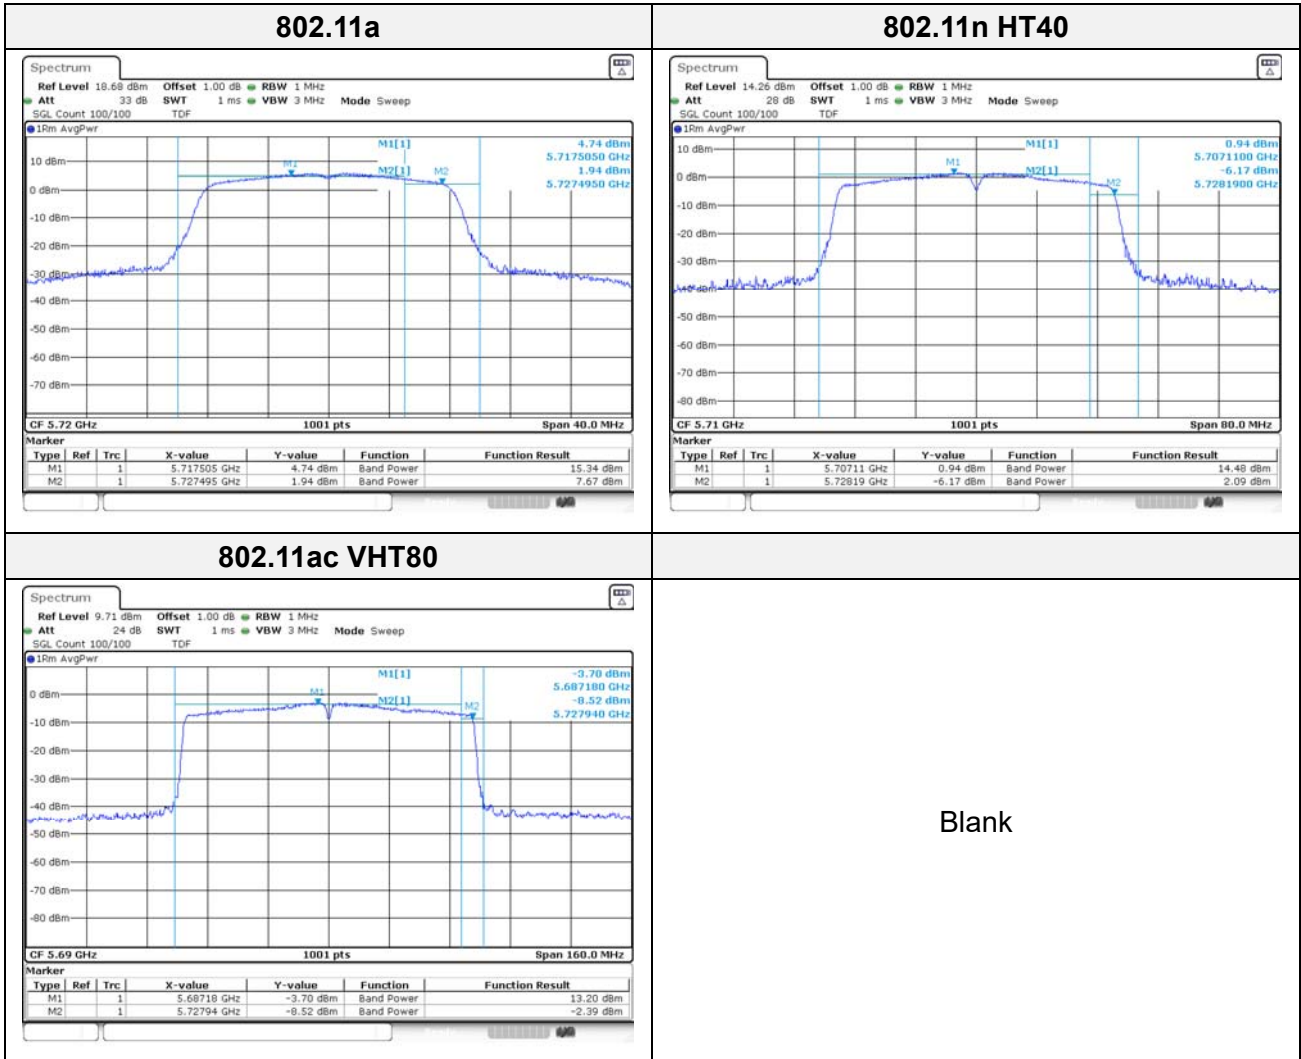 802.11a
802.11n HT40
Spectrum
Ref Level 18.68 dBm Offset 1.00 dB RBW 1 MHz
Att 33 dB SWT 1 ms VBW 3 MHz Mode Sweep
SGL Count 100/100 TDF
1Rm AvgPwr
M1[1] 4.74 dBm
5.7175050 GHz
M2[1] 1.94 dBm
5.7274950 GHz
M1
M2
10 dBm
0 dBm
-10 dBm
-20 dBm
-30 dBm
-40 dBm
-50 dBm
-60 dBm
-70 dBm
CF 5.72 GHz 1001 pts Span 40.0 MHz
Marker
Type Ref Trc X-value Y-value Function Function Result
M1 1 5.717505 GHz 4.74 dBm Band Power 15.34 dBm
M2 1 5.727495 GHz 1.94 dBm Band Power 7.67 dBm
Spectrum
Ref Level 14.26 dBm Offset 1.00 dB RBW 1 MHz
Att 28 dB SWT 1 ms VBW 3 MHz Mode Sweep
SGL Count 100/100 TDF
1Rm AvgPwr
M1[1] 0.94 dBm
5.7071100 GHz
M2[1] -6.17 dBm
5.7281900 GHz
M1
M2
10 dBm
0 dBm
-10 dBm
-20 dBm
-30 dBm
-40 dBm
-50 dBm
-60 dBm
-70 dBm
-80 dBm
CF 5.71 GHz 1001 pts Span 80.0 MHz
Marker
Type Ref Trc X-value Y-value Function Function Result
M1 1 5.70711 GHz 0.94 dBm Band Power 14.48 dBm
M2 1 5.72819 GHz -6.17 dBm Band Power 2.09 dBm
802.11ac VHT80
Spectrum
Ref Level 9.71 dBm Offset 1.00 dB RBW 1 MHz
Att 24 dB SWT 1 ms VBW 3 MHz Mode Sweep
SGL Count 100/100 TDF
1Rm AvgPwr
M1[1] -3.70 dBm
5.687180 GHz
M2[1] -8.52 dBm
5.727940 GHz
M1
M2
0 dBm
-10 dBm
-20 dBm
-30 dBm
-40 dBm
-50 dBm
-60 dBm
-70 dBm
-80 dBm
CF 5.69 GHz 1001 pts Span 160.0 MHz
Marker
Type Ref Trc X-value Y-value Function Function Result
M1 1 5.68718 GHz -3.70 dBm Band Power 13.20 dBm
M2 1 5.72794 GHz -8.52 dBm Band Power -2.39 dBm
Blank